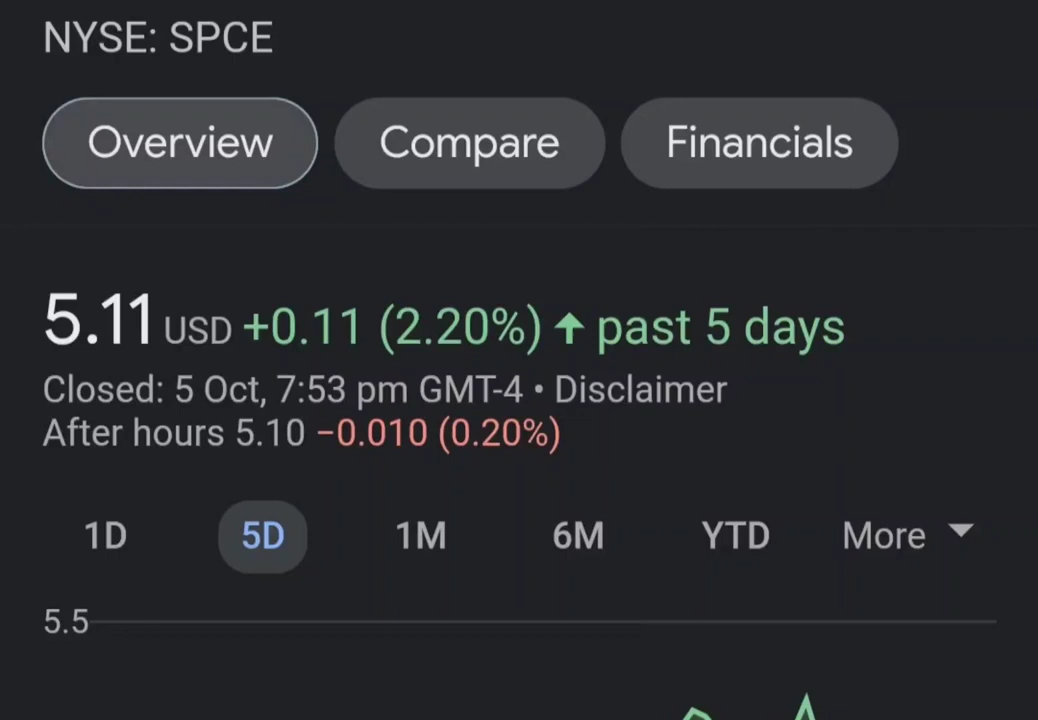 NYSE: SPCE
Overview Compare Financials
5.11 USD +0.11 (2.20%) ↑ past 5 days
Closed: 5 Oct, 7:53 pm GMT-4 • Disclaimer
After hours 5.10 −0.010 (0.20%)
1D 5D 1M 6M YTD More
5.5